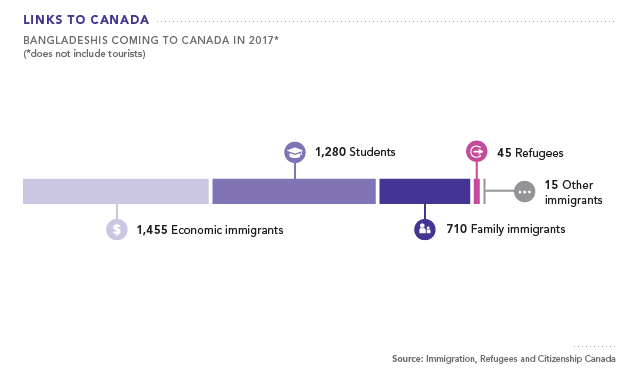 LINKS TO CANADA
BANGLADESHIS COMING TO CANADA IN 2017*
(*does not include tourists)
1,280 Students
45 Refugees
15 Other
immigrants
$
1,455 Economic immigrants
710 Family immigrants
Source: Immigration, Refugees and Citizenship Canada